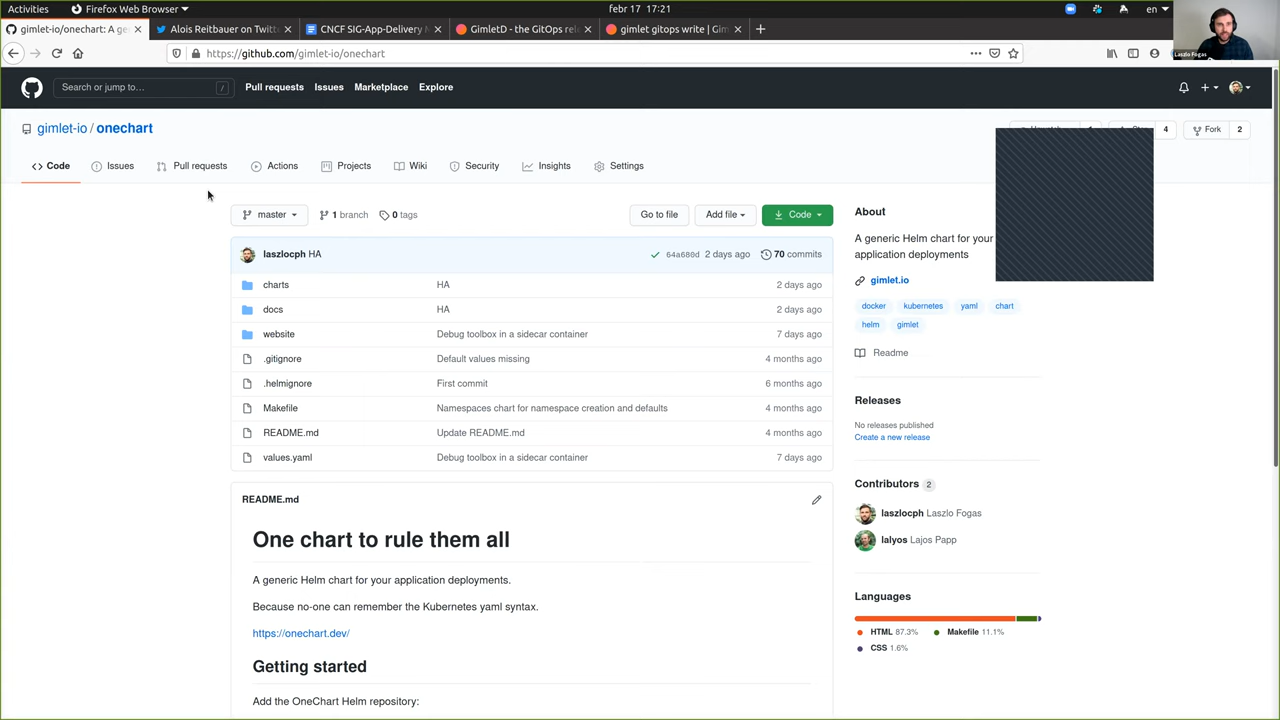 Activities
Firefox Web Browser
febr 17 17:21
en
gimlet-io/onechart: A ge
Alois Reitbauer on Twitt
CNCF SIG-App-Delivery M
GimletD - the GitOps rel
gimlet gitops write | Gim
https://github.com/gimlet-io/onechart
Laszlo Fogas
Search or jump to…
/
Pull requests
Issues
Marketplace
Explore
gimlet-io / onechart
4
Fork
2
Code
Issues
Pull requests
Actions
Projects
Wiki
Security
Insights
Settings
master
1 branch
0 tags
Go to file
Add file
Code
laszlocph HA
64a680d 2 days ago
70 commits
charts HA 2 days ago
docs HA 2 days ago
website Debug toolbox in a sidecar container 7 days ago
.gitignore Default values missing 4 months ago
.helmignore First commit 6 months ago
Makefile Namespaces chart for namespace creation and defaults 4 months ago
README.md Update README.md 4 months ago
values.yaml Debug toolbox in a sidecar container 7 days ago
README.md
One chart to rule them all
A generic Helm chart for your application deployments.
Because no-one can remember the Kubernetes yaml syntax.
https://onechart.dev/
Getting started
Add the OneChart Helm repository:
About
A generic Helm chart for your
application deployments
gimlet.io
docker kubernetes yaml chart
helm gimlet
Readme
Releases
No releases published
Create a new release
Contributors 2
laszlocph Laszlo Fogas
lalyos Lajos Papp
Languages
HTML 87.3% Makefile 11.1%
CSS 1.6%